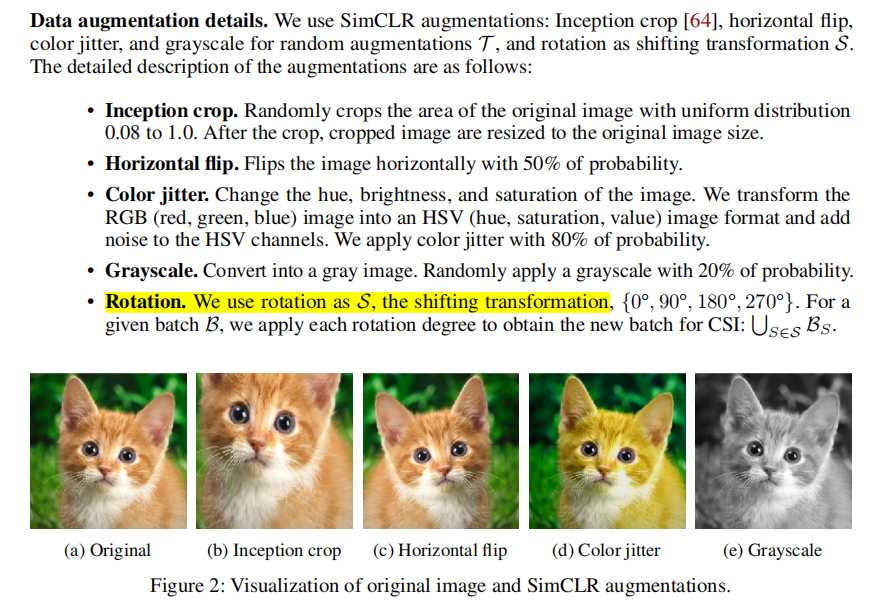 Data augmentation details. We use SimCLR augmentations: Inception crop [64], horizontal flip,
color jitter, and grayscale for random augmentations 𝒯, and rotation as shifting transformation 𝒮.
The detailed description of the augmentations are as follows:
• Inception crop. Randomly crops the area of the original image with uniform distribution
0.08 to 1.0. After the crop, cropped image are resized to the original image size.
• Horizontal flip. Flips the image horizontally with 50% of probability.
• Color jitter. Change the hue, brightness, and saturation of the image. We transform the
RGB (red, green, blue) image into an HSV (hue, saturation, value) image format and add
noise to the HSV channels. We apply color jitter with 80% of probability.
• Grayscale. Convert into a gray image. Randomly apply a grayscale with 20% of probability.
• Rotation. We use rotation as 𝒮, the shifting transformation, {0°, 90°, 180°, 270°}. For a
given batch ℬ, we apply each rotation degree to obtain the new batch for CSI: ⋃_{S∈𝒮} ℬ_S.
(a) Original (b) Inception crop (c) Horizontal flip (d) Color jitter (e) Grayscale
Figure 2: Visualization of original image and SimCLR augmentations.